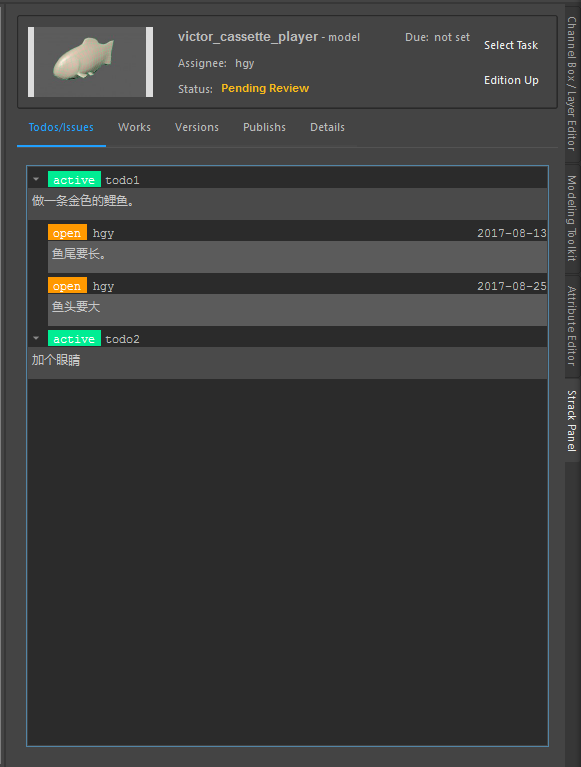 victor_cassette_player - model
Due: not set
Select Task
Assignee: hgy
Edition Up
Status: Pending Review
Todos/Issues Works Versions Publishs Details
active todo1
做一条金色的鲤鱼。
open hgy 2017-08-13
鱼尾要长。
open hgy 2017-08-25
鱼头要大
active todo2
加个眼睛
Channel Box / Layer Editor
Modeling Toolkit
Attribute Editor
Strack Panel